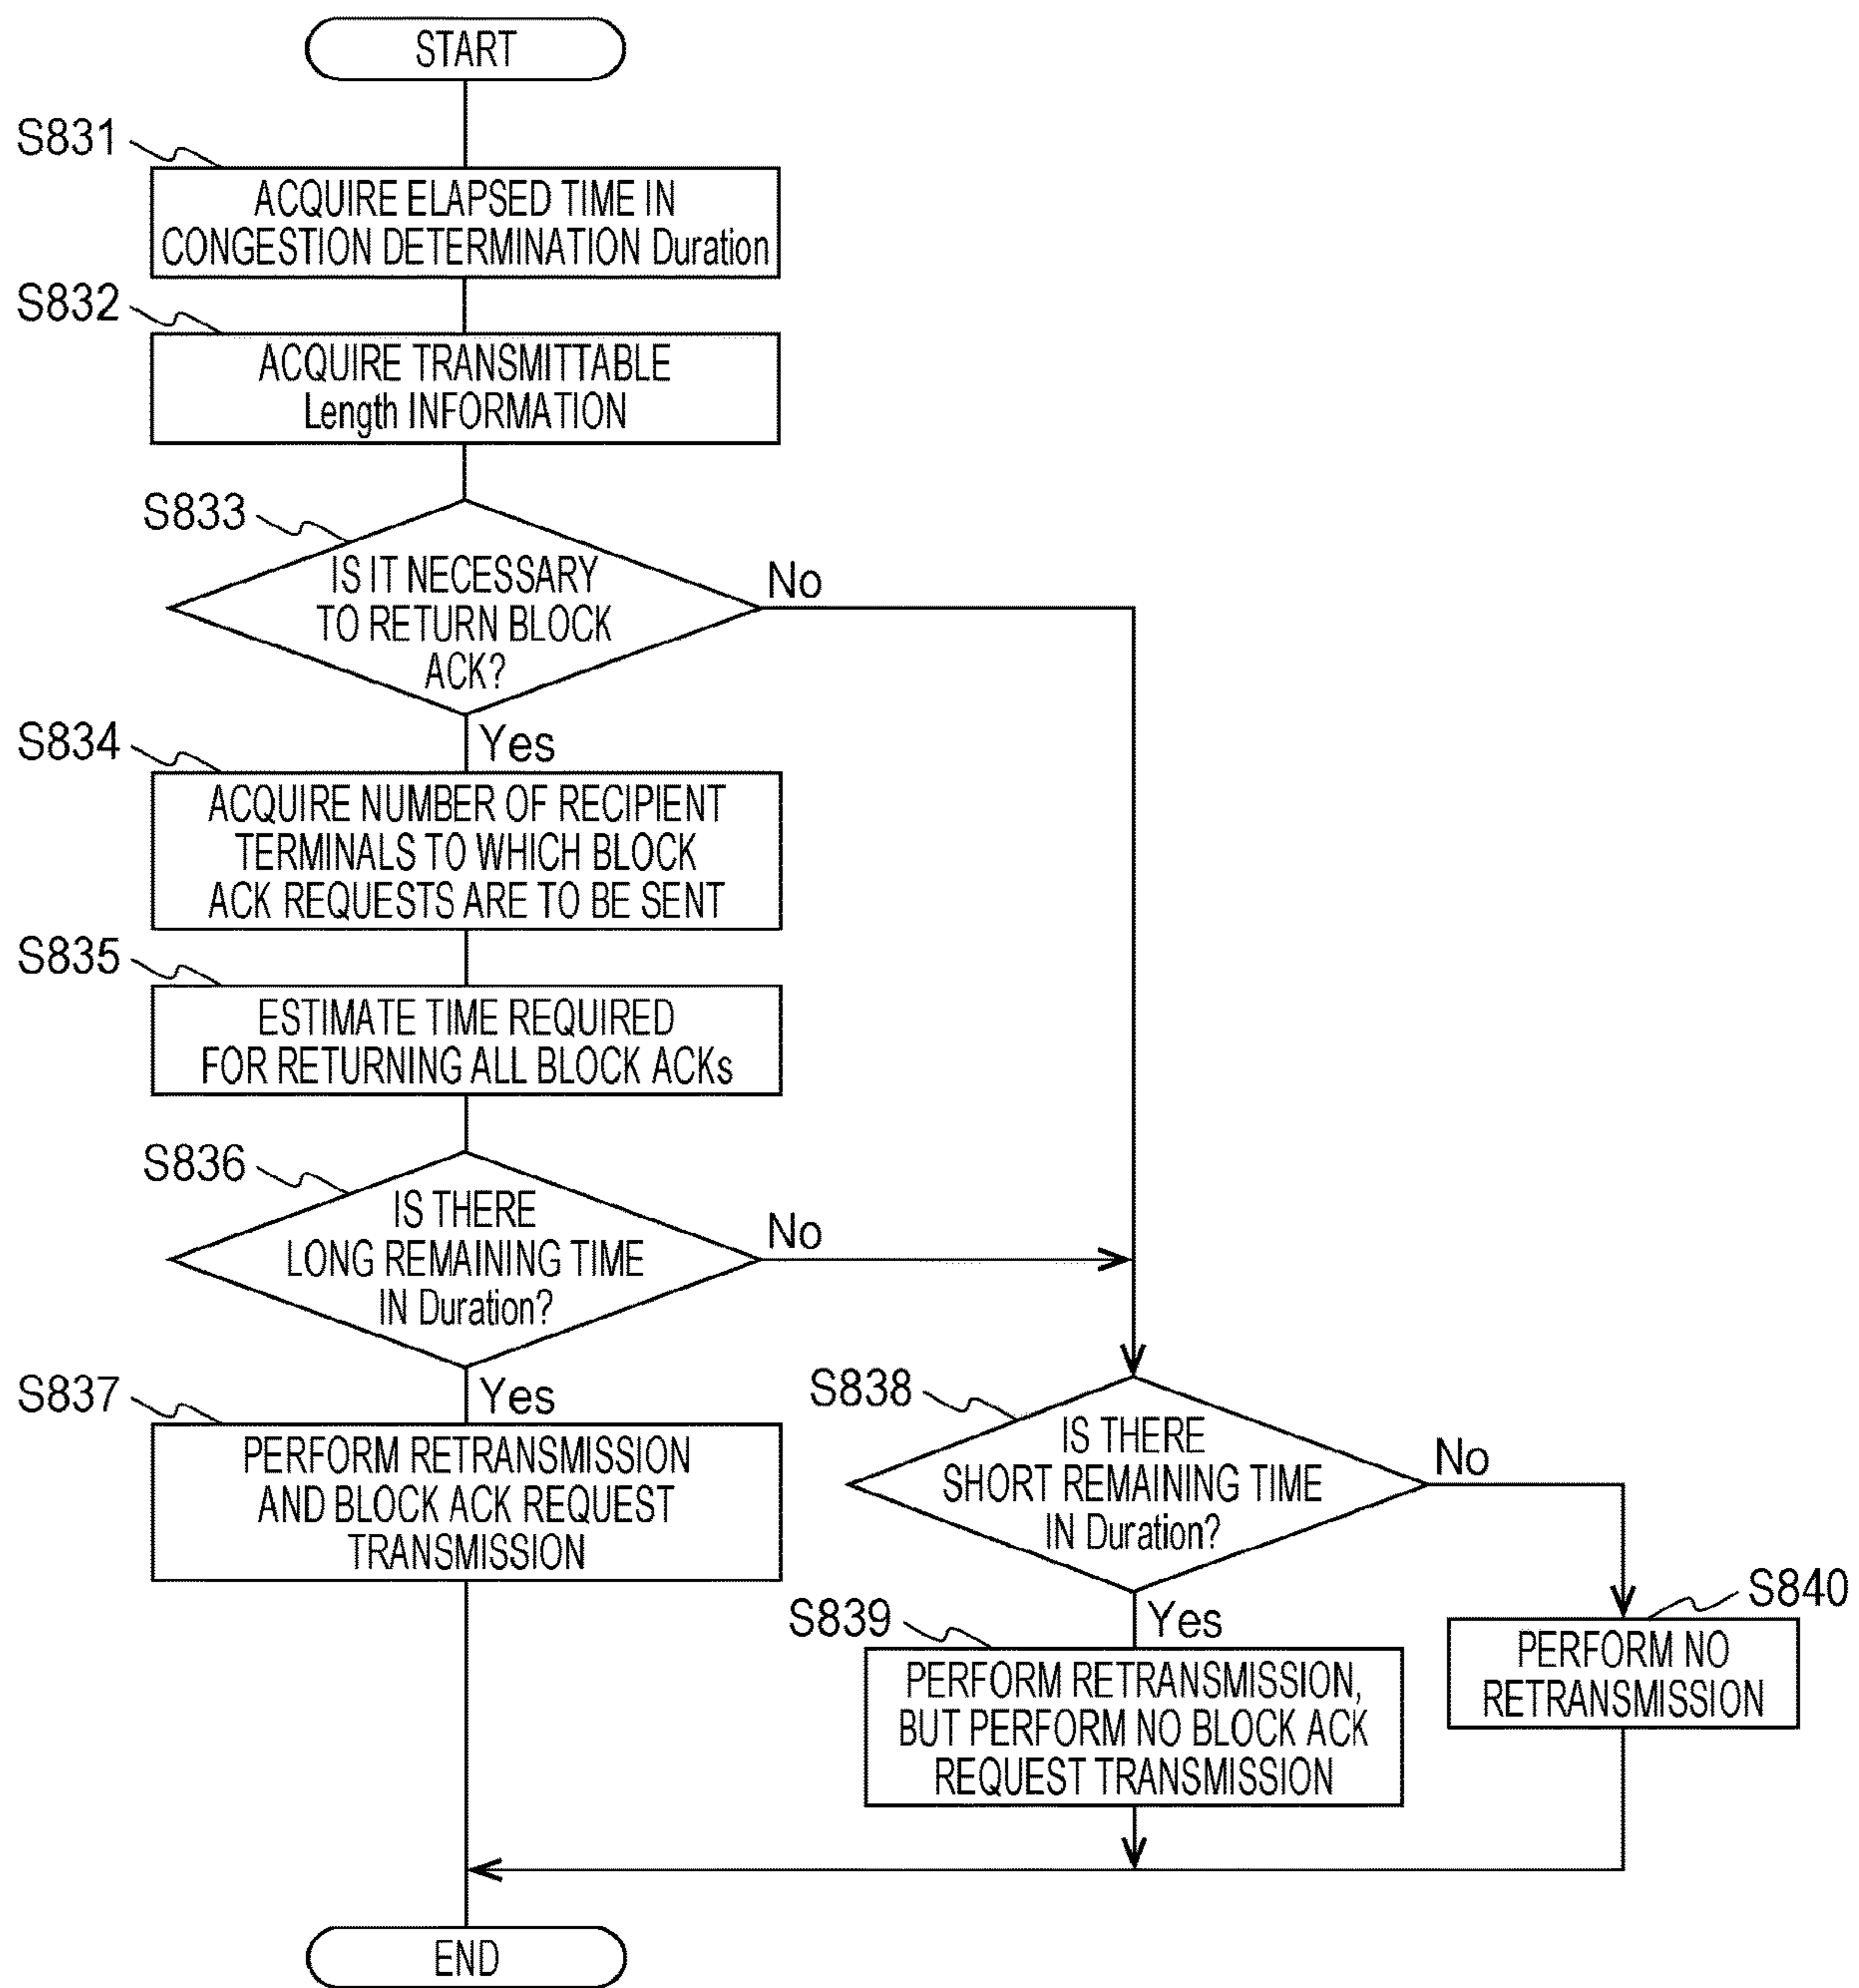 START
S831
ACQUIRE ELAPSED TIME IN
CONGESTION DETERMINATION Duration
S832
ACQUIRE TRANSMITTABLE
Length INFORMATION
S833
IS IT NECESSARY
TO RETURN BLOCK
ACK?
No
Yes
S834
ACQUIRE NUMBER OF RECIPIENT
TERMINALS TO WHICH BLOCK
ACK REQUESTS ARE TO BE SENT
S835
ESTIMATE TIME REQUIRED
FOR RETURNING ALL BLOCK ACKs
S836
IS THERE
LONG REMAINING TIME
IN Duration?
No
Yes
S837
PERFORM RETRANSMISSION
AND BLOCK ACK REQUEST
TRANSMISSION
S838
IS THERE
SHORT REMAINING TIME
IN Duration?
No
Yes
S839
PERFORM RETRANSMISSION,
BUT PERFORM NO BLOCK ACK
REQUEST TRANSMISSION
S840
PERFORM NO
RETRANSMISSION
END